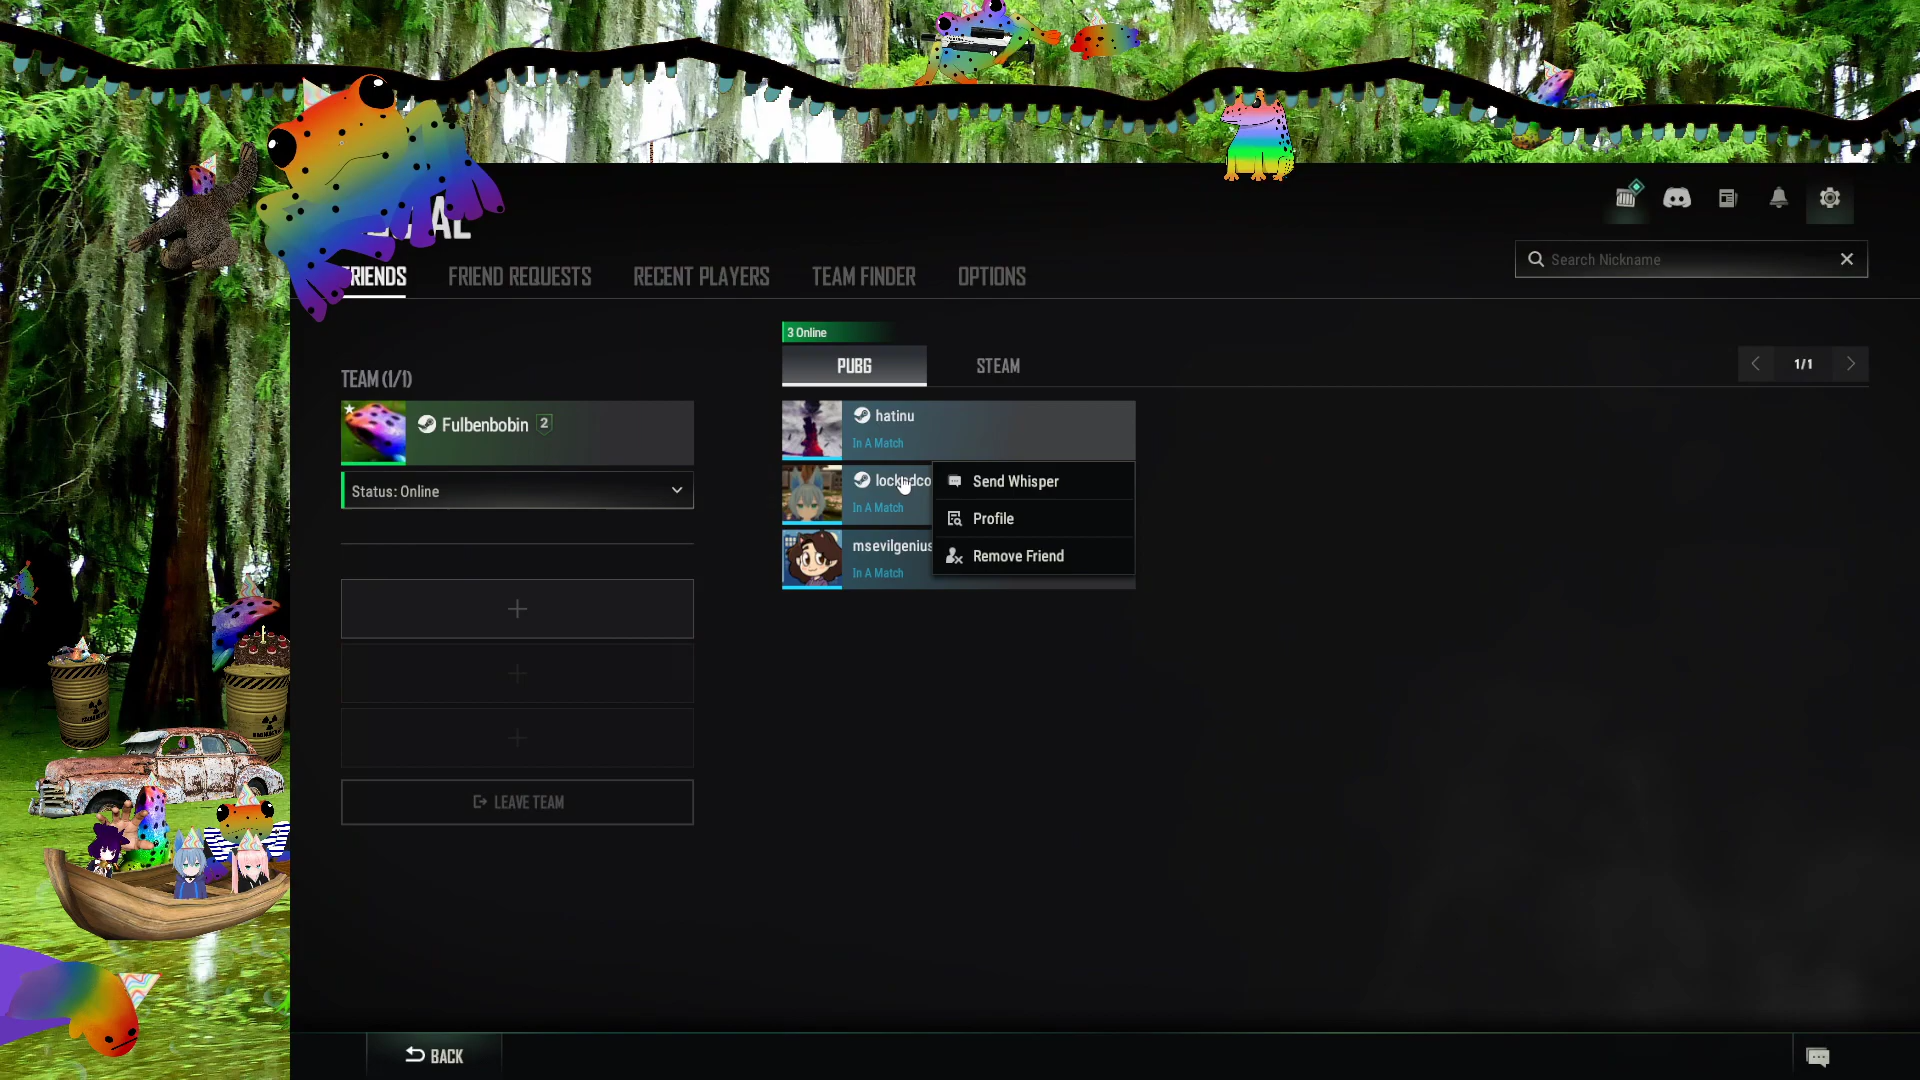 FRIENDS
FRIEND REQUESTS
RECENT PLAYERS
TEAM FINDER
OPTIONS
Search Nickname
3 Online
PUBG
STEAM
1/1
TEAM (1/1)
Fulbenbobin
2
Status: Online
hatinu
In A Match
In A Match
msevilgenius
In A Match
Send Whisper
Profile
Remove Friend
LEAVE TEAM
BACK